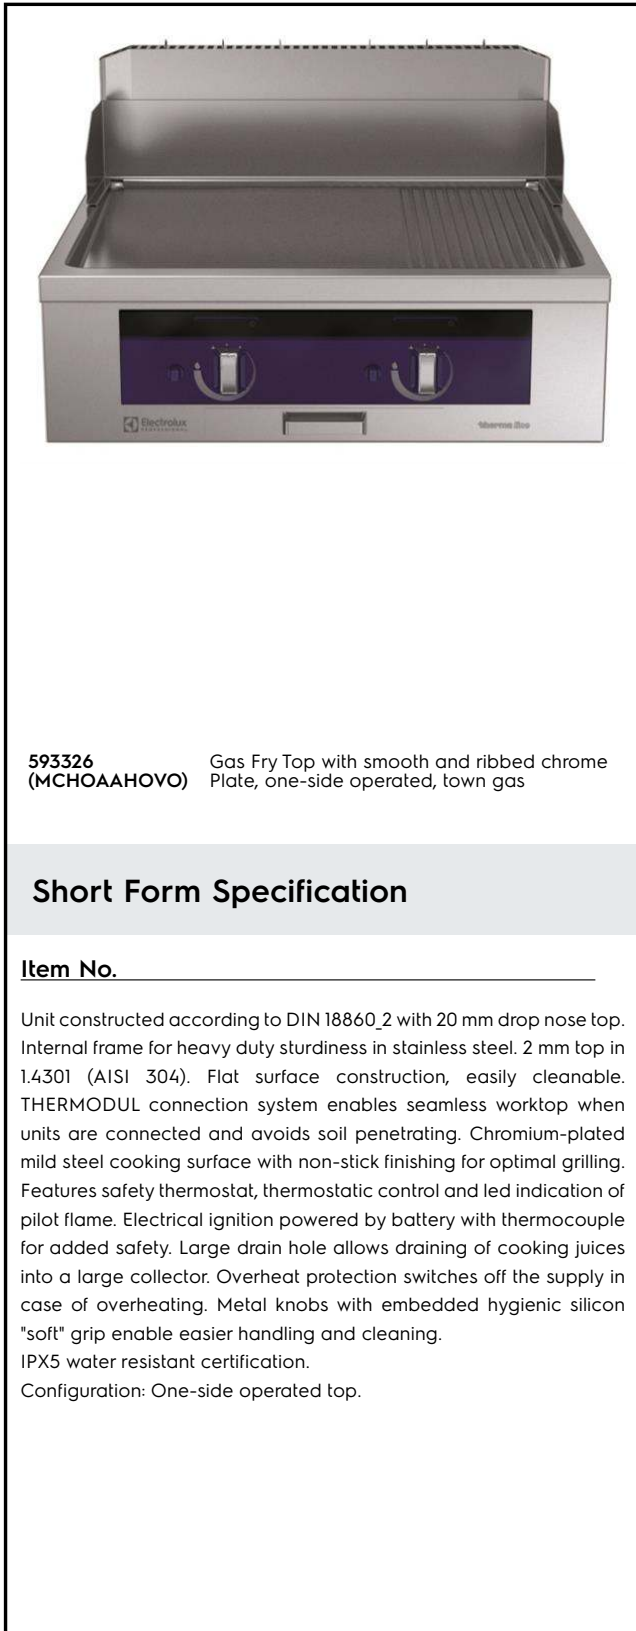 Electrolux
PROFESSIONAL
therma line
593326 Gas Fry Top with smooth and ribbed chrome
(MCHOAAHOVO) Plate, one-side operated, town gas
Short Form Specification
Item No.
Unit constructed according to DIN 18860_2 with 20 mm drop nose top.
Internal frame for heavy duty sturdiness in stainless steel. 2 mm top in
1.4301 (AISI 304). Flat surface construction, easily cleanable.
THERMODUL connection system enables seamless worktop when
units are connected and avoids soil penetrating. Chromium-plated
mild steel cooking surface with non-stick finishing for optimal grilling.
Features safety thermostat, thermostatic control and led indication of
pilot flame. Electrical ignition powered by battery with thermocouple
for added safety. Large drain hole allows draining of cooking juices
into a large collector. Overheat protection switches off the supply in
case of overheating. Metal knobs with embedded hygienic silicon
"soft" grip enable easier handling and cleaning.
IPX5 water resistant certification.
Configuration: One-side operated top.